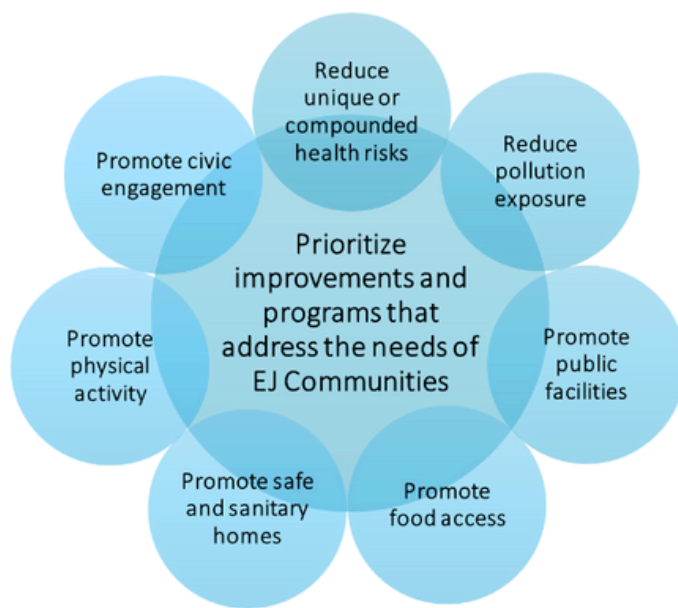 Reduce
unique or
compounded
health risks
Reduce
pollution
exposure
Promote
public
facilities
Promote
food access
Promote safe
and sanitary
homes
Promote
physical
activity
Promote civic
engagement
Prioritize
improvements and
programs that
address the needs of
EJ Communities